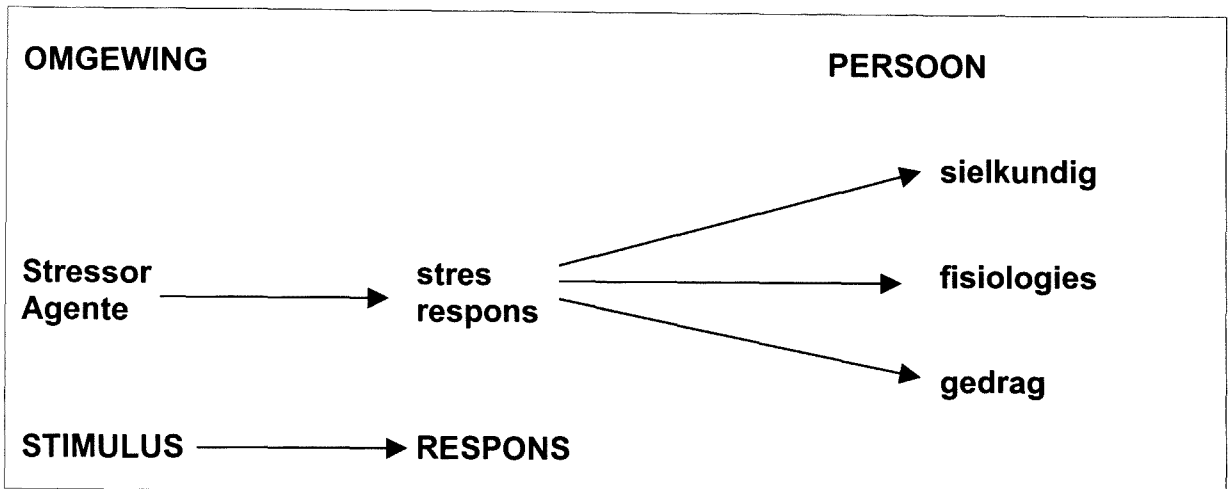 OMGEWING
PERSOON
sielkundig
Stressor
Agente
stres
respons
fisiologies
gedrag
STIMULUS
RESPONS